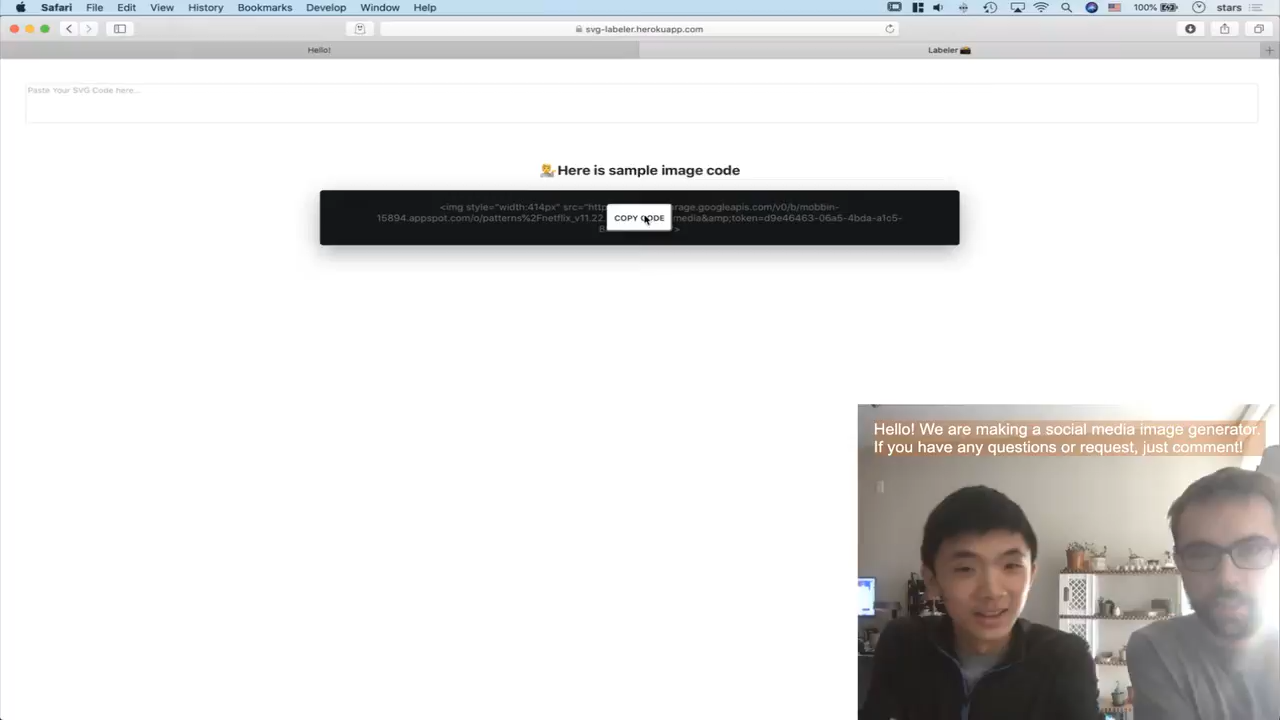 Safari File Edit View History Bookmarks Develop Window Help 100% stars
svg-labeler.herokuapp.com
Hello! Labeler
Paste Your SVG Code here...
Here is sample image code
<img style="width:414px" src="http rage.googleapis.com/v0/b/mobbin-
15894.appspot.com/o/patterns%2Fnetflix_v11.22. media&amp;token=d9e46463-06a5-4bda-a1c5-
COPY CODE
">
Hello! We are making a social media image generator.
If you have any questions or request, just comment!